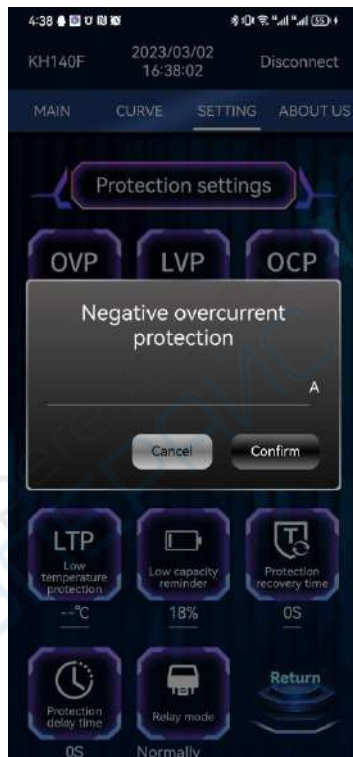 4:38
55
KH140F
2023/03/02
16:38:02
Disconnect
MAIN
CURVE
SETTING
ABOUT US
Protection settings
OVP
LVP
OCP
Negative overcurrent
protection
A
Cancel
Confirm
LTP
Low
temperature
protection
--°C
Low capacity
reminder
18%
Protection
recovery time
0S
Protection
delay time
0S
Relay mode
Normally
Return